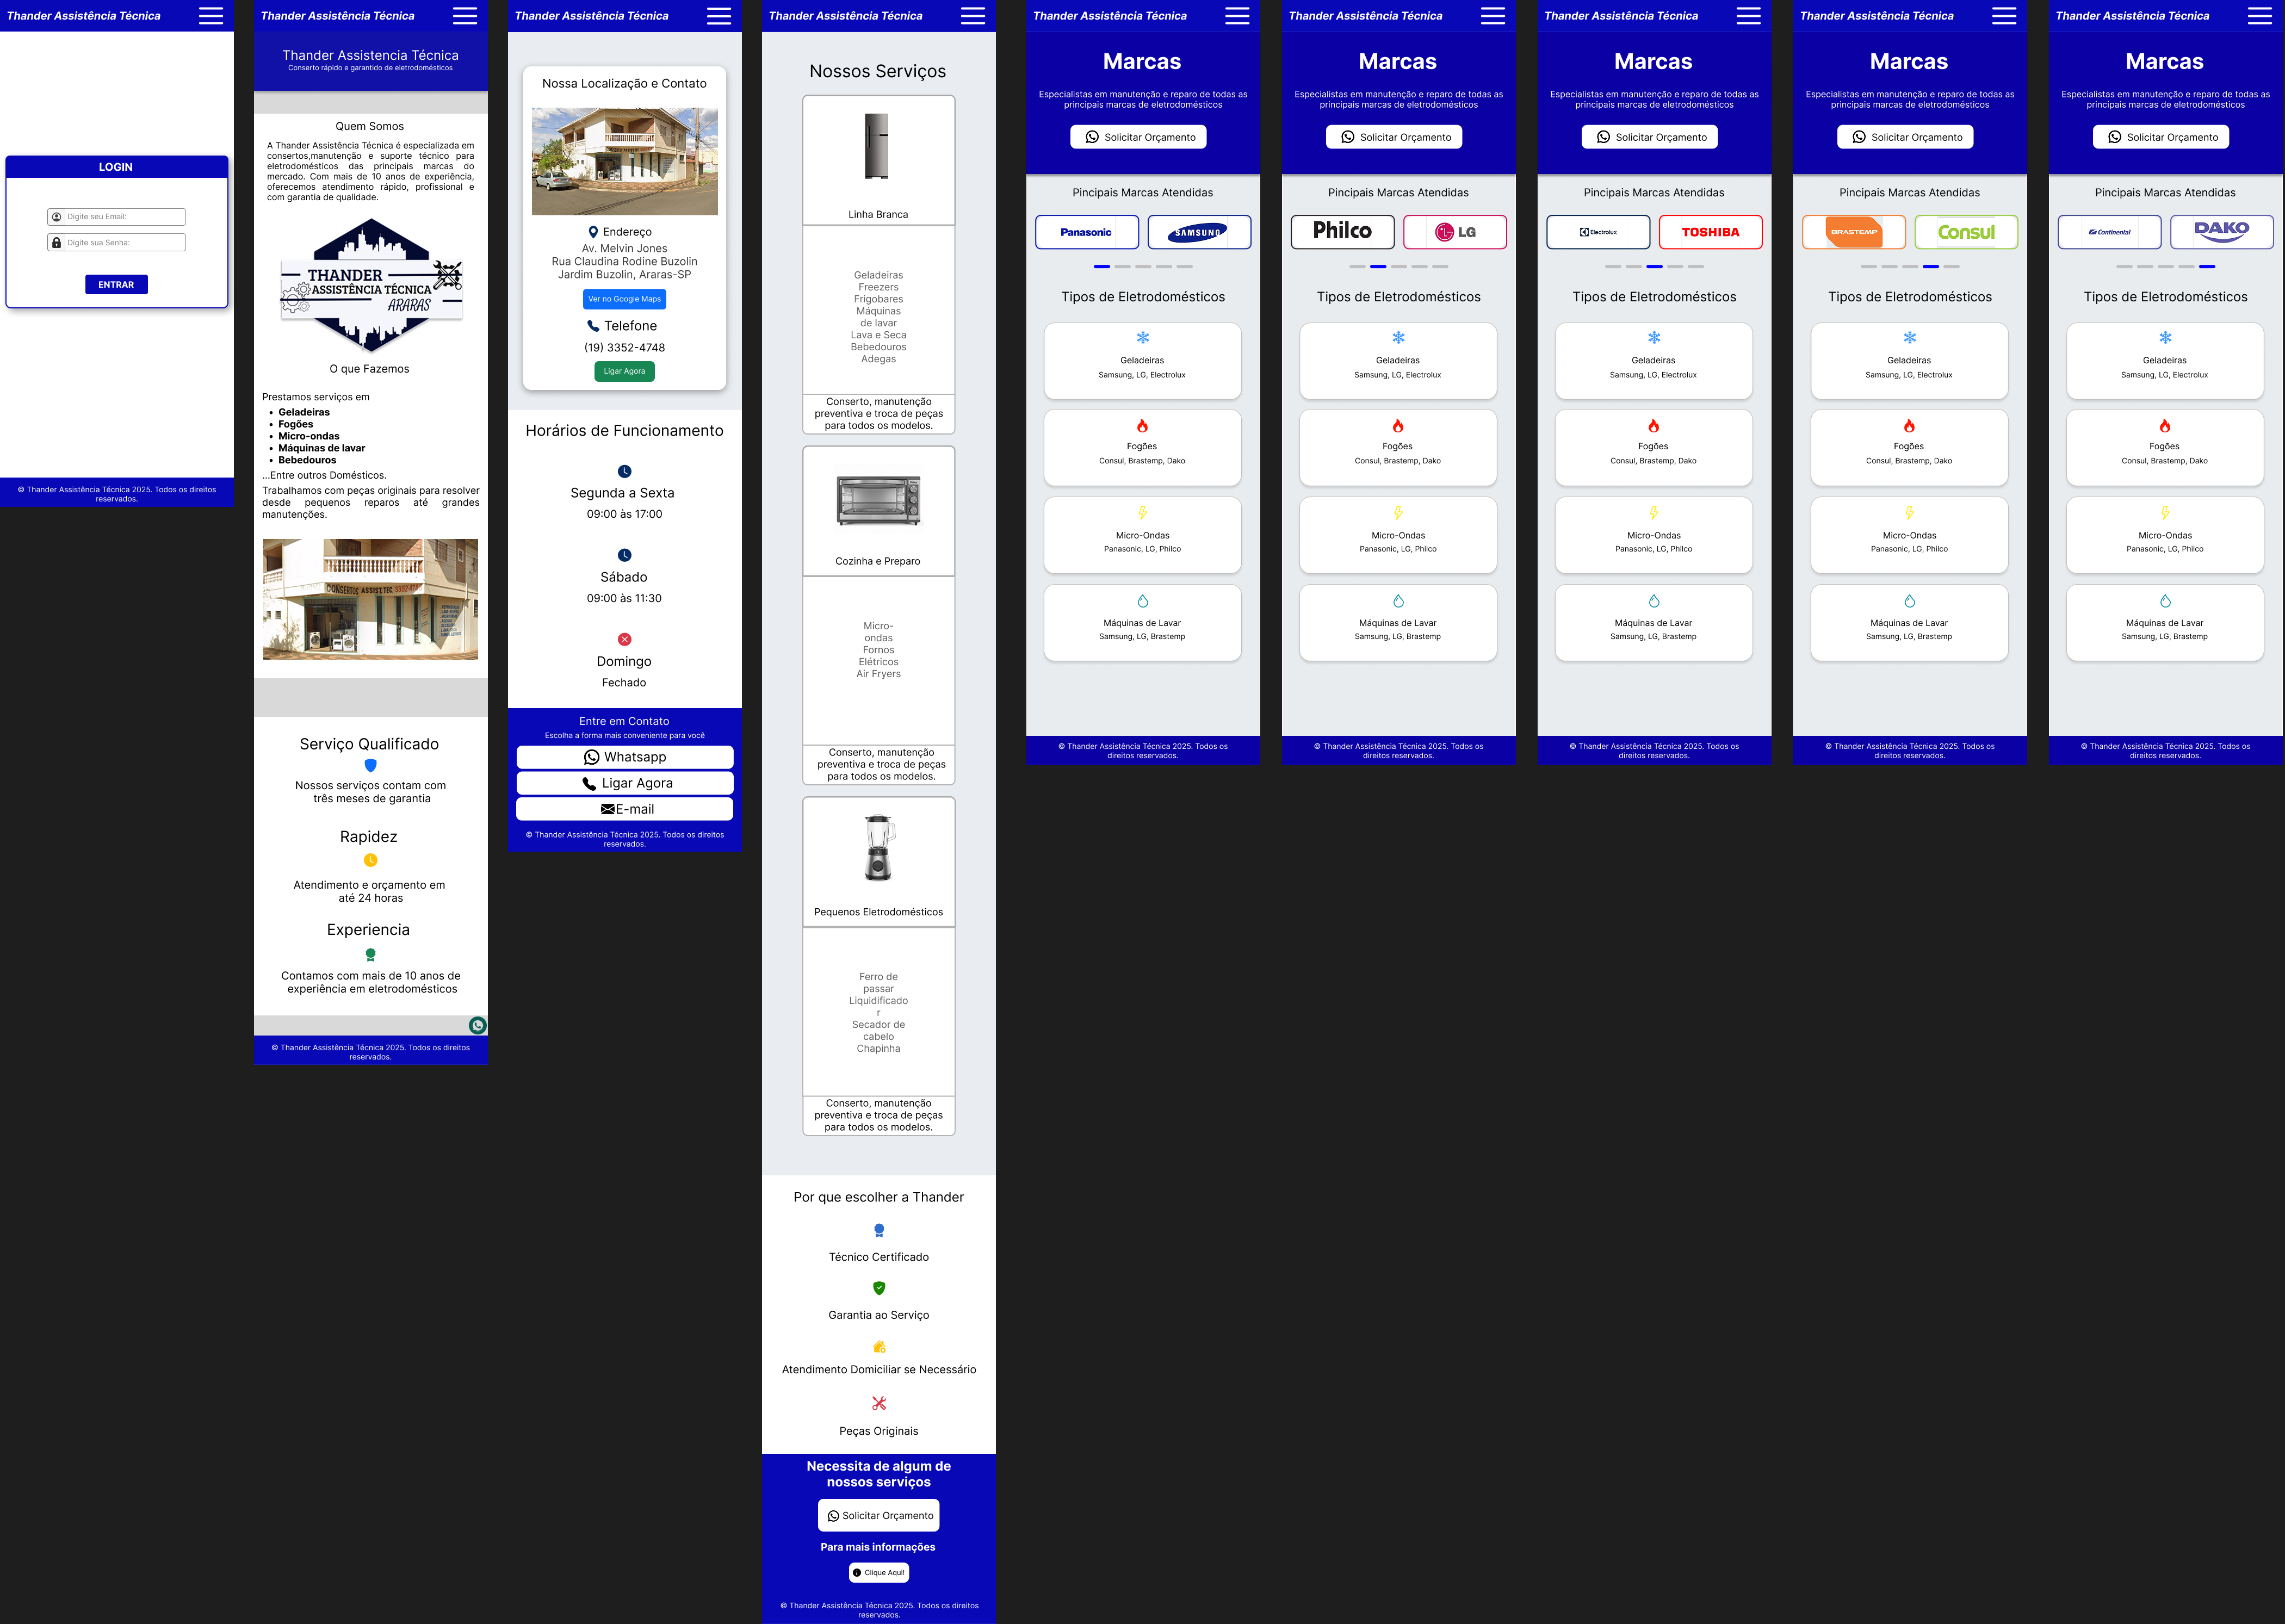 Thander Assistência Técnica
LOGIN
Digite seu Email:
Digite sua Senha:
ENTRAR
© Thander Assistência Técnica 2025. Todos os direitos
reservados.
Thander Assistência Técnica
Thander Assistencia Técnica
Conserto rápido e garantido de eletrodomésticos
Quem Somos
A Thander Assistência Técnica é especializada em
consertos,manutenção e suporte técnico para
eletrodomésticos das principais marcas do
mercado. Com mais de 10 anos de experiência,
oferecemos atendimento rápido, profissional e
com garantia de qualidade.
THANDER
ASSISTÊNCIA TÉCNICA
ARARAS
O que Fazemos
Prestamos serviços em
• Geladeiras
• Fogões
• Micro-ondas
• Máquinas de lavar
• Bebedouros
...Entre outros Domésticos.
Trabalhamos com peças originais para resolver
desde pequenos reparos até grandes
manutenções.
CONSERTOS ASSIST.TEC
Serviço Qualificado
Nossos serviços contam com
três meses de garantia
Rapidez
Atendimento e orçamento em
até 24 horas
Experiencia
Contamos com mais de 10 anos de
experiência em eletrodomésticos
© Thander Assistência Técnica 2025. Todos os direitos
reservados.
Thander Assistência Técnica
Nossa Localização e Contato
Endereço
Av. Melvin Jones
Rua Claudina Rodine Buzolin
Jardim Buzolin, Araras-SP
Ver no Google Maps
Telefone
(19) 3352-4748
Ligar Agora
Horários de Funcionamento
Segunda a Sexta
09:00 às 17:00
Sábado
09:00 às 11:30
Domingo
Fechado
Entre em Contato
Escolha a forma mais conveniente para você
Whatsapp
Ligar Agora
E-mail
© Thander Assistência Técnica 2025. Todos os direitos
reservados.
Thander Assistência Técnica
Nossos Serviços
Linha Branca
Geladeiras
Freezers
Frigobares
Máquinas
de lavar
Lava e Seca
Bebedouros
Adegas
Conserto, manutenção
preventiva e troca de peças
para todos os modelos.
Cozinha e Preparo
Micro-
ondas
Fornos
Elétricos
Air Fryers
Conserto, manutenção
preventiva e troca de peças
para todos os modelos.
Pequenos Eletrodomésticos
Ferro de
passar
Liquidificado
r
Secador de
cabelo
Chapinha
Conserto, manutenção
preventiva e troca de peças
para todos os modelos.
Por que escolher a Thander
Técnico Certificado
Garantia ao Serviço
Atendimento Domiciliar se Necessário
Peças Originais
Necessita de algum de
nossos serviços
Solicitar Orçamento
Para mais informações
Clique Aqui!
© Thander Assistência Técnica 2025. Todos os direitos
reservados.
Thander Assistência Técnica
Marcas
Especialistas em manutenção e reparo de todas as
principais marcas de eletrodomésticos
Solicitar Orçamento
Pincipais Marcas Atendidas
Panasonic
SAMSUNG
Tipos de Eletrodomésticos
Geladeiras
Samsung, LG, Electrolux
Fogões
Consul, Brastemp, Dako
Micro-Ondas
Panasonic, LG, Philco
Máquinas de Lavar
Samsung, LG, Brastemp
© Thander Assistência Técnica 2025. Todos os
direitos reservados.
Thander Assistência Técnica
Marcas
Especialistas em manutenção e reparo de todas as
principais marcas de eletrodomésticos
Solicitar Orçamento
Pincipais Marcas Atendidas
Philco
LG
Tipos de Eletrodomésticos
Geladeiras
Samsung, LG, Electrolux
Fogões
Consul, Brastemp, Dako
Micro-Ondas
Panasonic, LG, Philco
Máquinas de Lavar
Samsung, LG, Brastemp
© Thander Assistência Técnica 2025. Todos os
direitos reservados.
Thander Assistência Técnica
Marcas
Especialistas em manutenção e reparo de todas as
principais marcas de eletrodomésticos
Solicitar Orçamento
Pincipais Marcas Atendidas
Electrolux
TOSHIBA
Tipos de Eletrodomésticos
Geladeiras
Samsung, LG, Electrolux
Fogões
Consul, Brastemp, Dako
Micro-Ondas
Panasonic, LG, Philco
Máquinas de Lavar
Samsung, LG, Brastemp
© Thander Assistência Técnica 2025. Todos os
direitos reservados.
Thander Assistência Técnica
Marcas
Especialistas em manutenção e reparo de todas as
principais marcas de eletrodomésticos
Solicitar Orçamento
Pincipais Marcas Atendidas
BRASTEMP
Consul
Tipos de Eletrodomésticos
Geladeiras
Samsung, LG, Electrolux
Fogões
Consul, Brastemp, Dako
Micro-Ondas
Panasonic, LG, Philco
Máquinas de Lavar
Samsung, LG, Brastemp
© Thander Assistência Técnica 2025. Todos os
direitos reservados.
Thander Assistência Técnica
Marcas
Especialistas em manutenção e reparo de todas as
principais marcas de eletrodomésticos
Solicitar Orçamento
Pincipais Marcas Atendidas
Continental
DAKO
Tipos de Eletrodomésticos
Geladeiras
Samsung, LG, Electrolux
Fogões
Consul, Brastemp, Dako
Micro-Ondas
Panasonic, LG, Philco
Máquinas de Lavar
Samsung, LG, Brastemp
© Thander Assistência Técnica 2025. Todos os
direitos reservados.